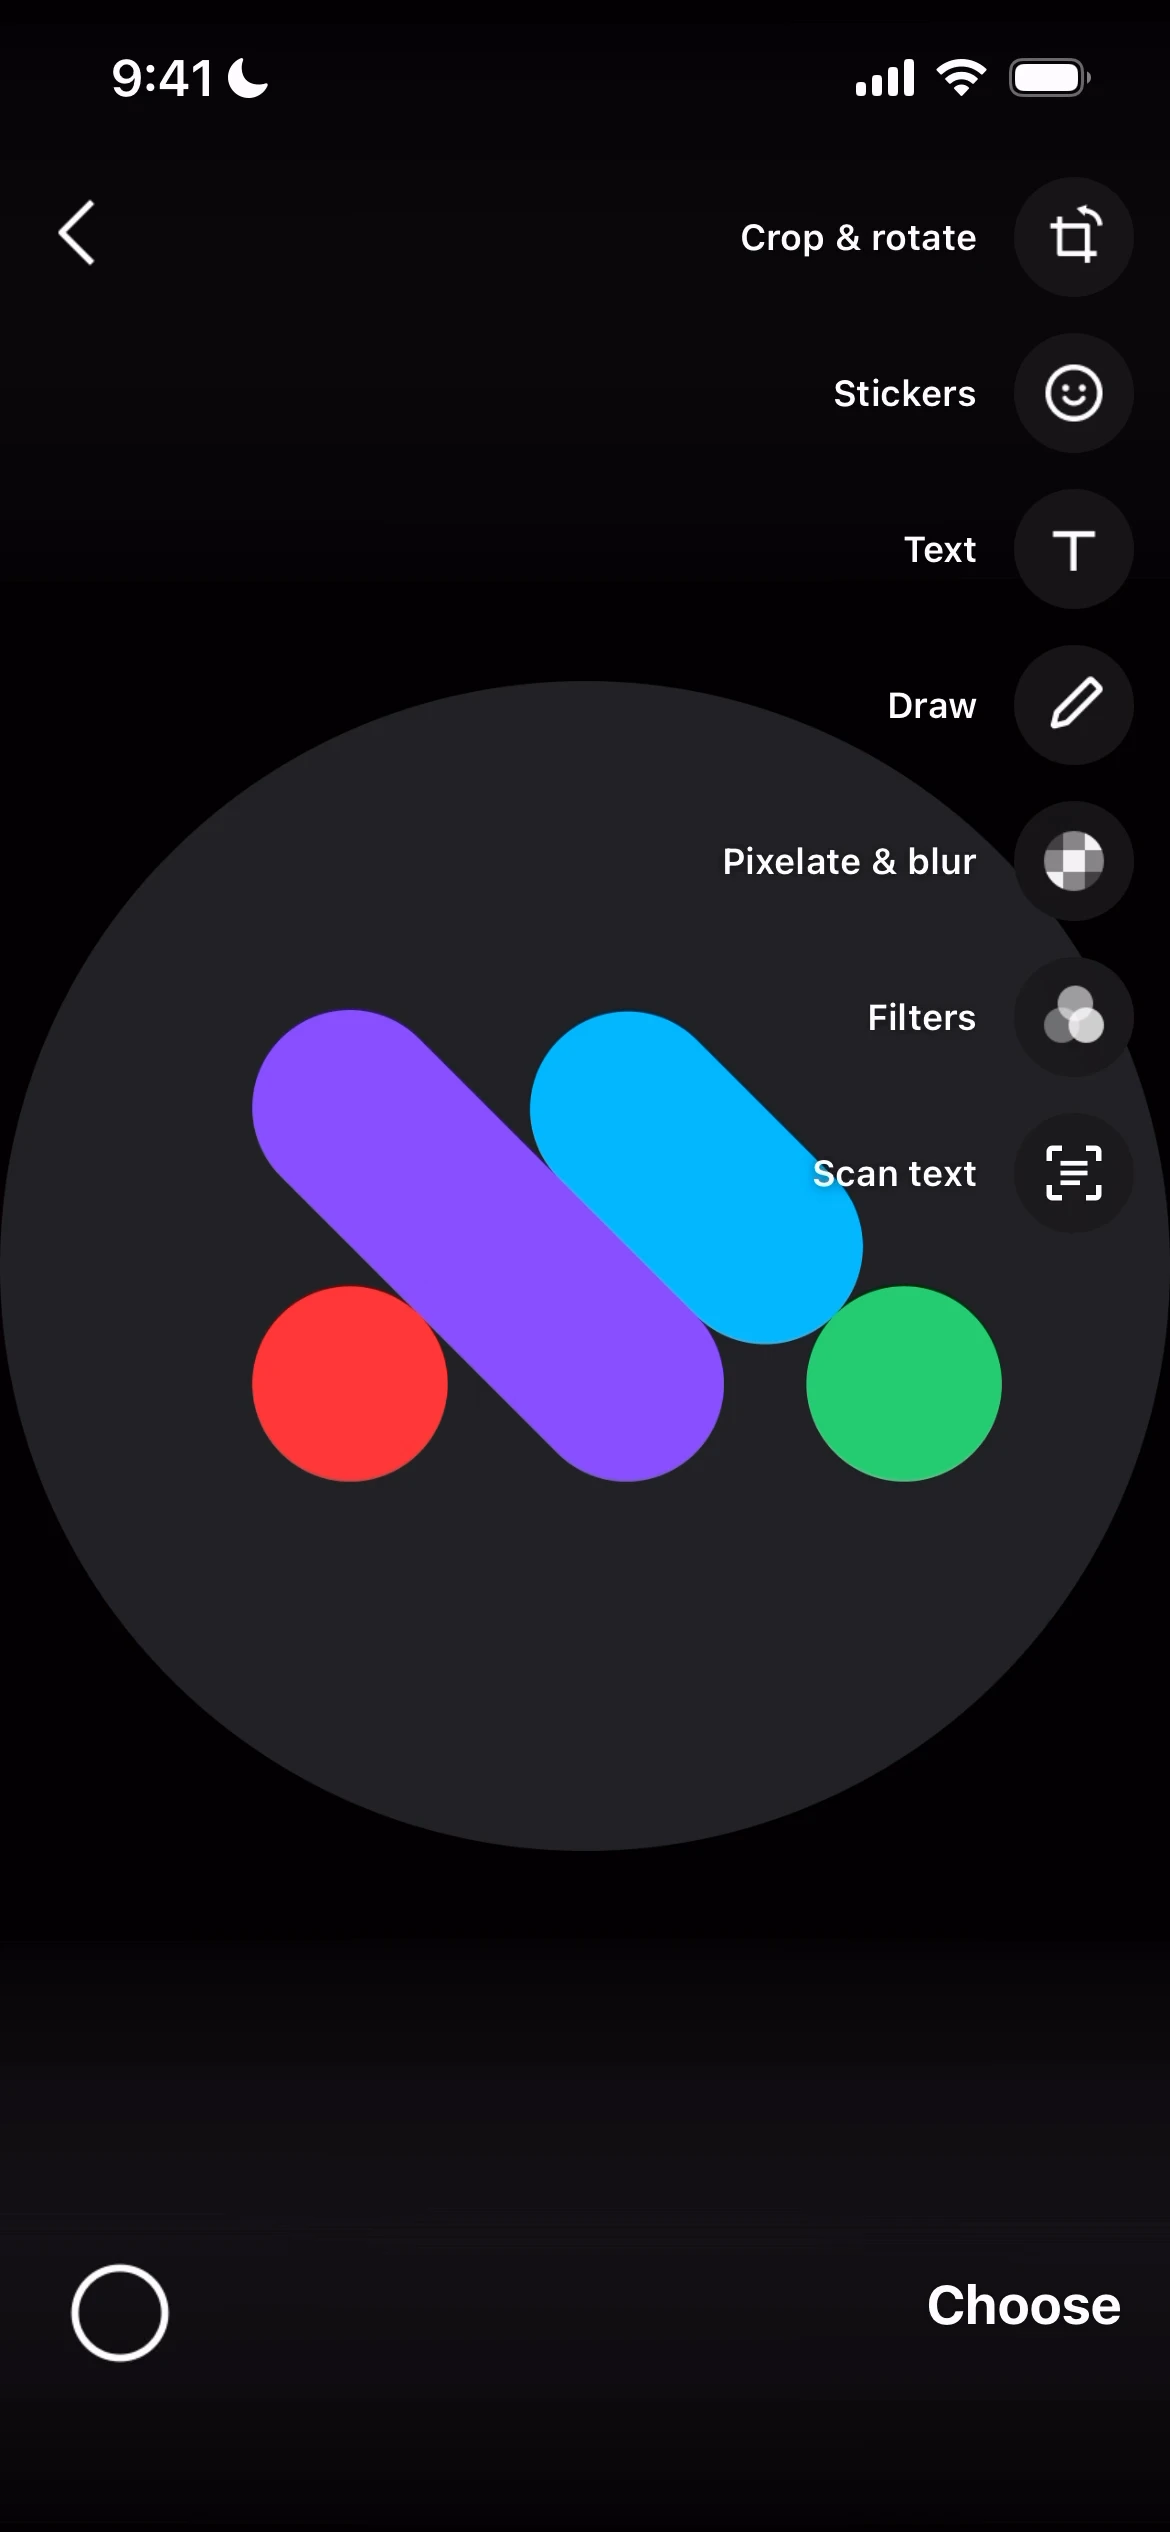 9:41
Crop & rotate
Stickers
Text
Draw
Pixelate & blur
Filters
Scan text
Choose